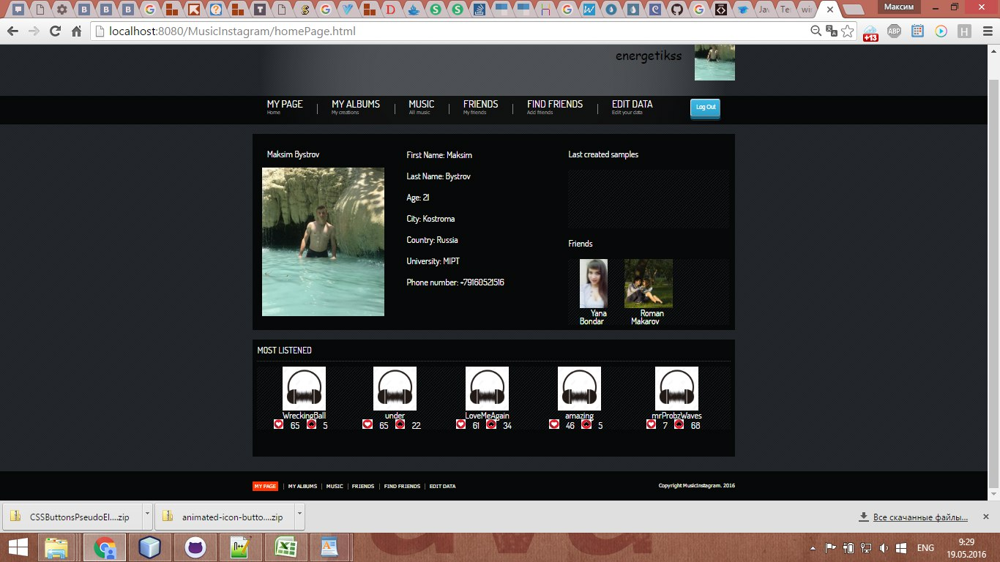 Максим
Jav
Te
wii
localhost:8080/MusicInstagram/homePage.html
+13
ABP
energetikss
MY PAGE
Home
MY ALBUMS
My creations
MUSIC
All music
FRIENDS
My friends
FIND FRIENDS
Add friends
EDIT DATA
Edit your data
Log Out
Maksim Bystrov
First Name: Maksim
Last Name: Bystrov
Age: 21
City: Kostroma
Country: Russia
University: MIPT
Phone number: +79160521516
Last created samples
Friends
Yana
Bondar
Roman
Makarov
MOST LISTENED
WreckingBall
65 5
under
65 22
LoveMeAgain
61 34
amazing
46 5
mrProbzWaves
7 68
MY PAGE | MY ALBUMS | MUSIC | FRIENDS | FIND FRIENDS | EDIT DATA
Copyright MusicInstagram. 2016
CSSButtonsPseudoEl....zip
animated-icon-butto....zip
Все скачанные файлы...
ENG
9:29
19.05.2016